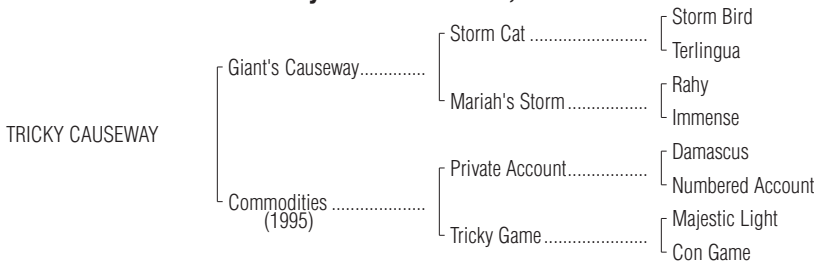 Storm Bird
Storm Cat ..........................
Terlingua
Giant's Causeway..............
Rahy
Mariah's Storm..................
Immense
TRICKY CAUSEWAY
Damascus
Private Account..................
Numbered Account
Commodities ....................
(1995)
Majestic Light
Tricky Game.......................
Con Game